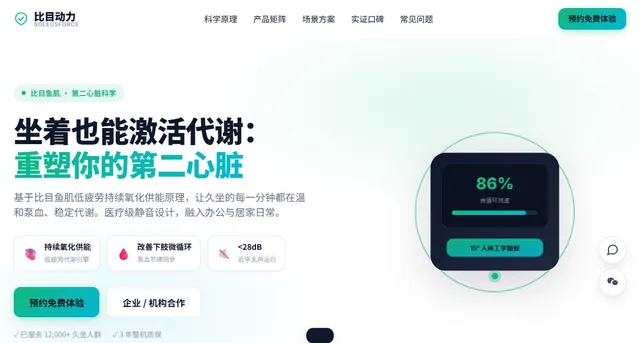 比目动力
SOLEUSFORCE
科学原理
产品矩阵
场景方案
实证口碑
常见问题
预约免费体验
比目鱼肌 · 第二心脏科学
坐着也能激活代谢：
重塑你的第二心脏
基于比目鱼肌低疲劳持续氧化供能原理，让久坐的每一分钟都在
和泵血、稳定代谢。医疗级静音设计，融入办公与居家日常。
持续氧化供能
低疲劳代谢引擎
改善下肢微循环
泵血节律同步
<28dB
近乎无声运行
预约免费体验
企业 / 机构合作
✓ 已服务 12,000+ 久坐人群
✓ 3 年整机质保
86%
微循环流速
15° 人体工学踏板